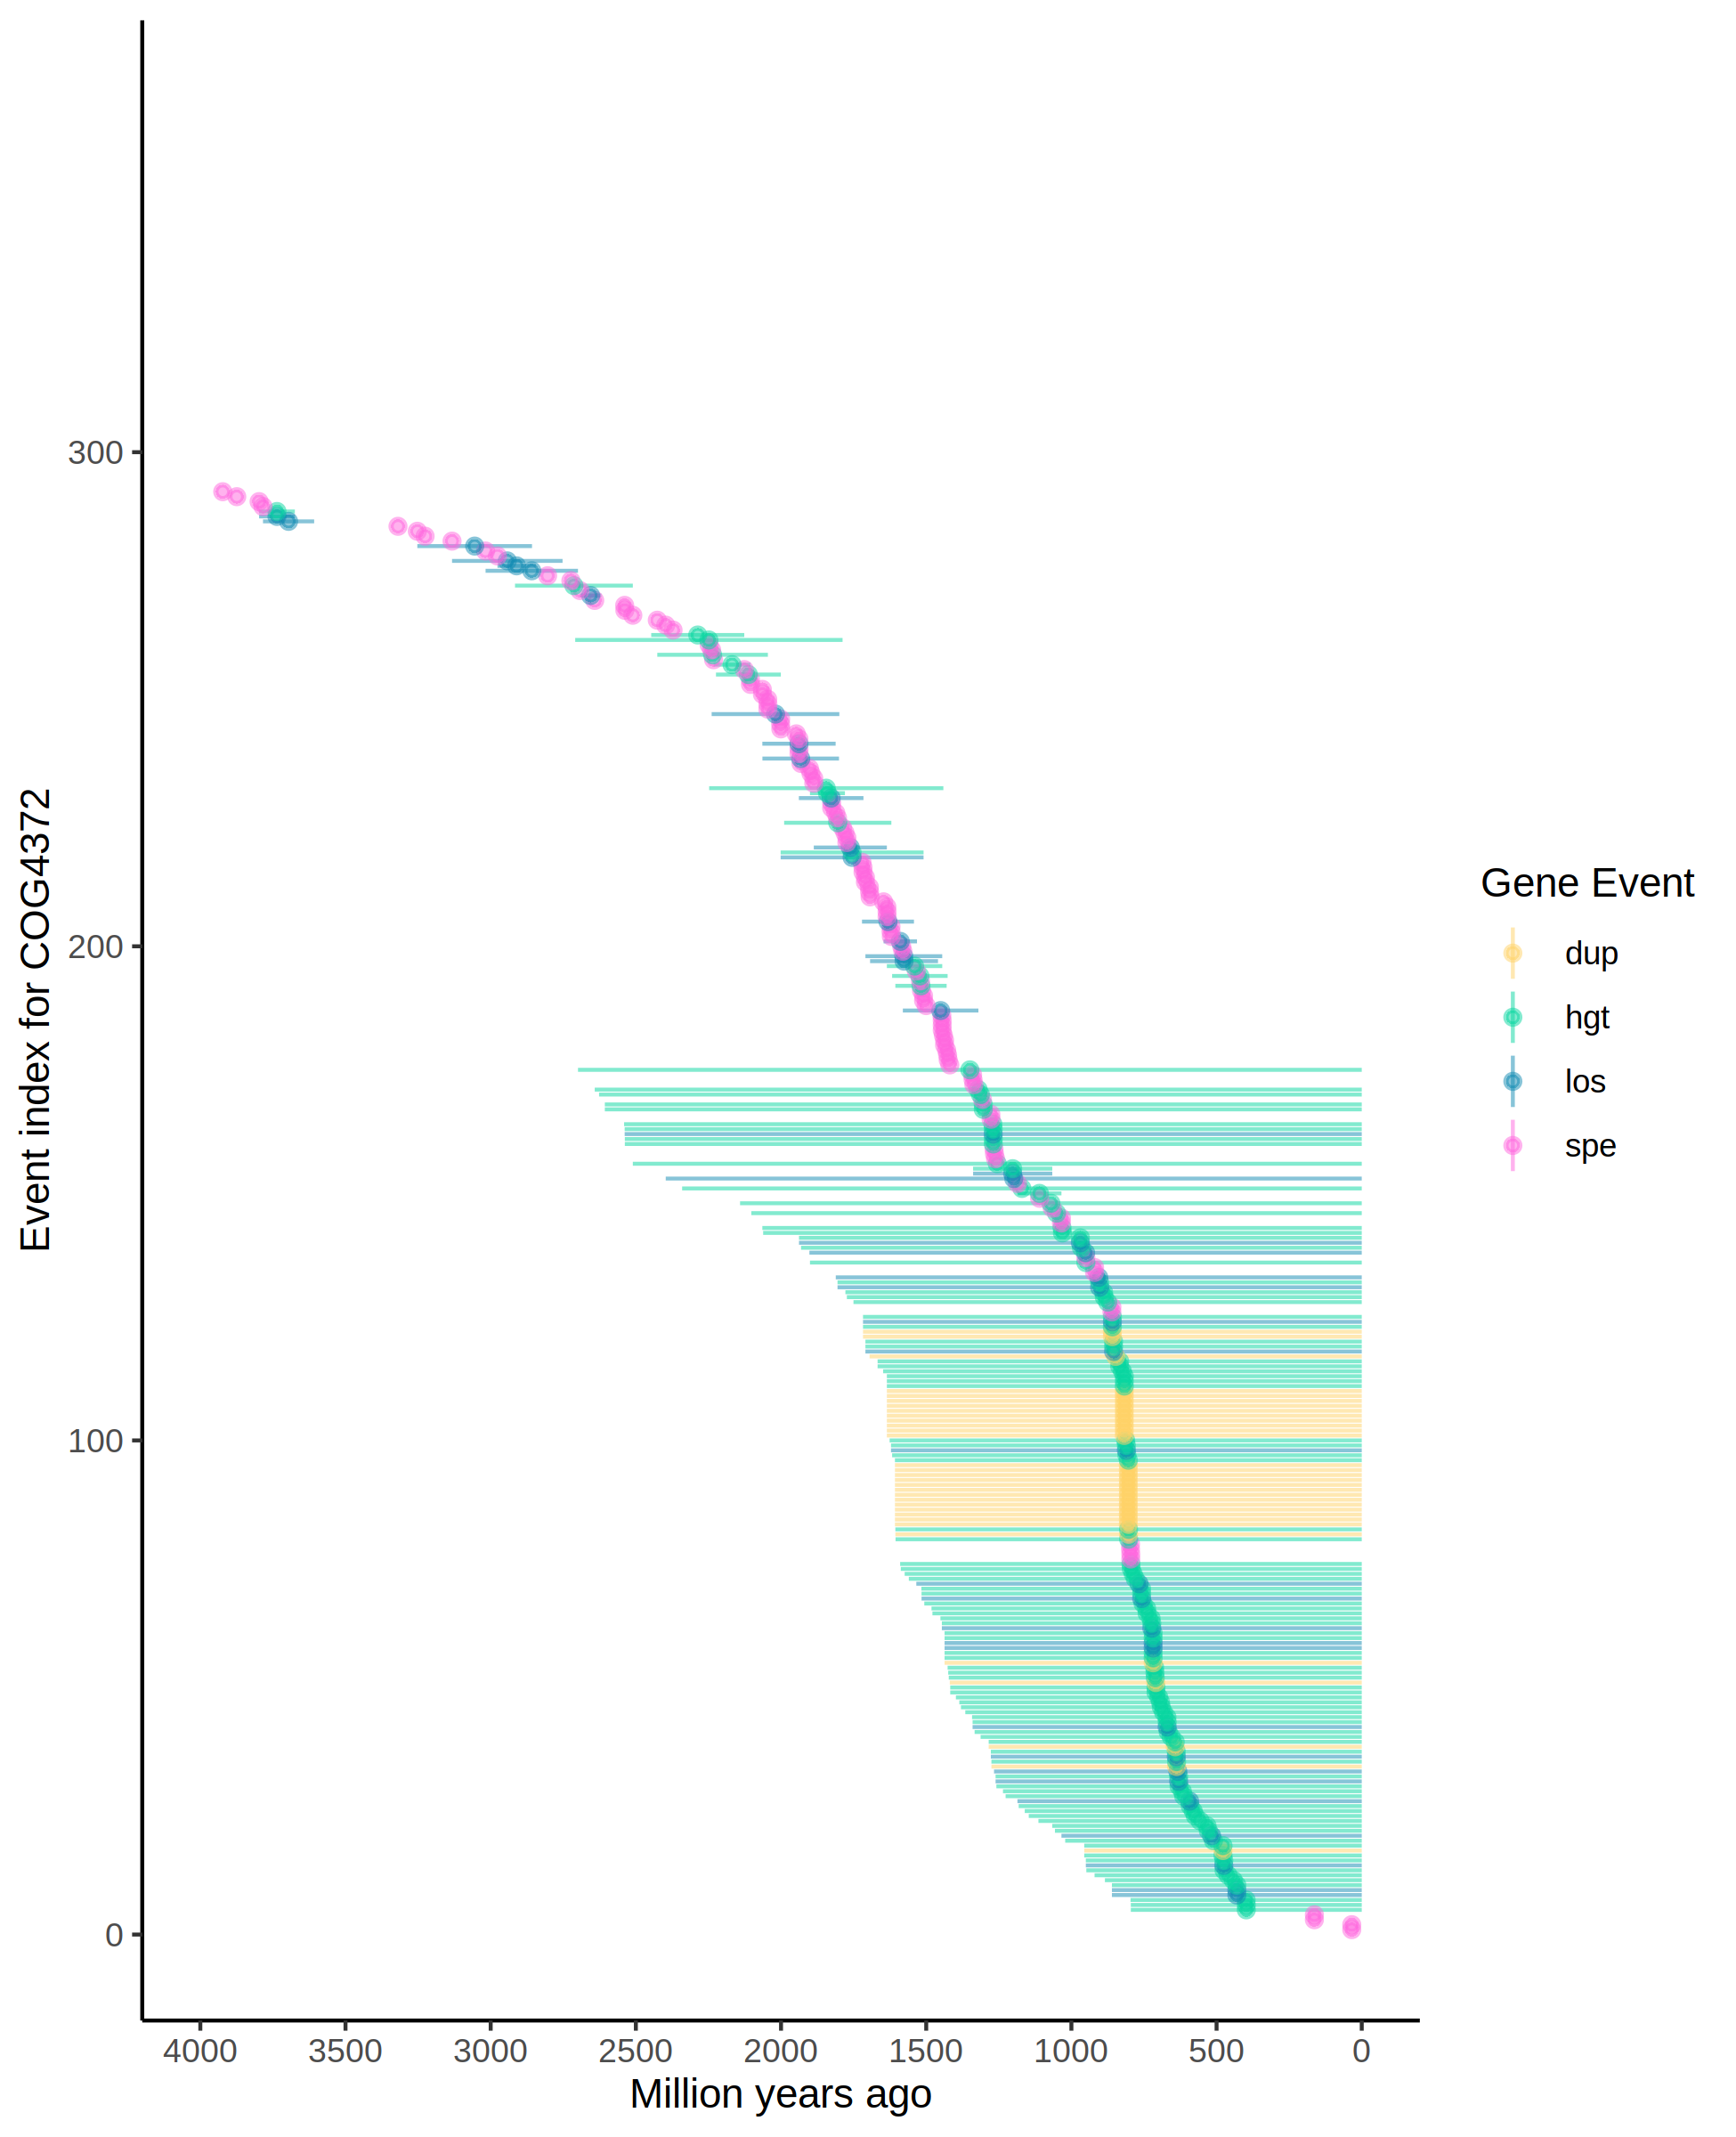 300
200
100
0
Event index for COG4372
4000 3500 3000 2500 2000 1500 1000 500 0
Million years ago
Gene Event
dup
hgt
los
spe